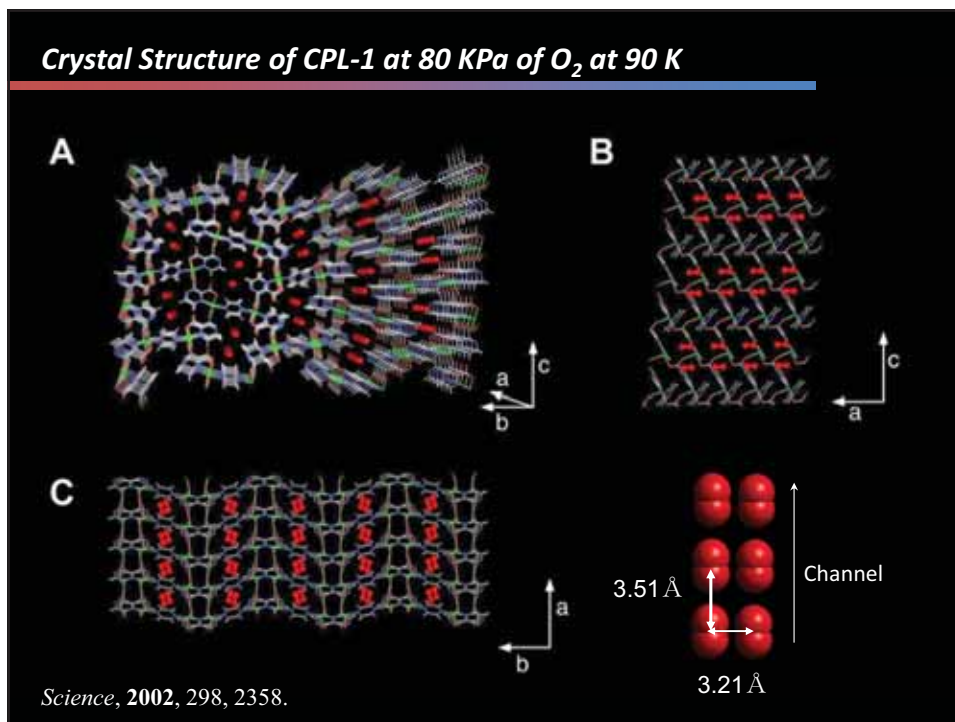 Crystal Structure of CPL-1 at 80 KPa of O2 at 90 K
A
B
c
a
b
c
a
C
a
b
Channel
3.51 Å
3.21 Å
Science, 2002, 298, 2358.